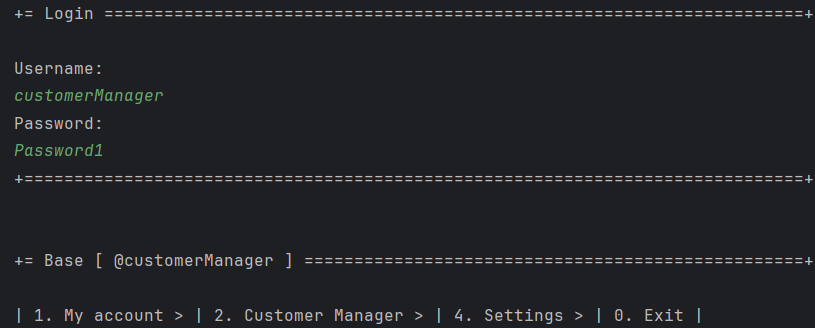 += Login ======================================================================+
Username:
customerManager
Password:
Password1
+==============================================================================+
+= Base [ @customerManager ] ==================================================+
| 1. My account > | 2. Customer Manager > | 4. Settings > | 0. Exit |